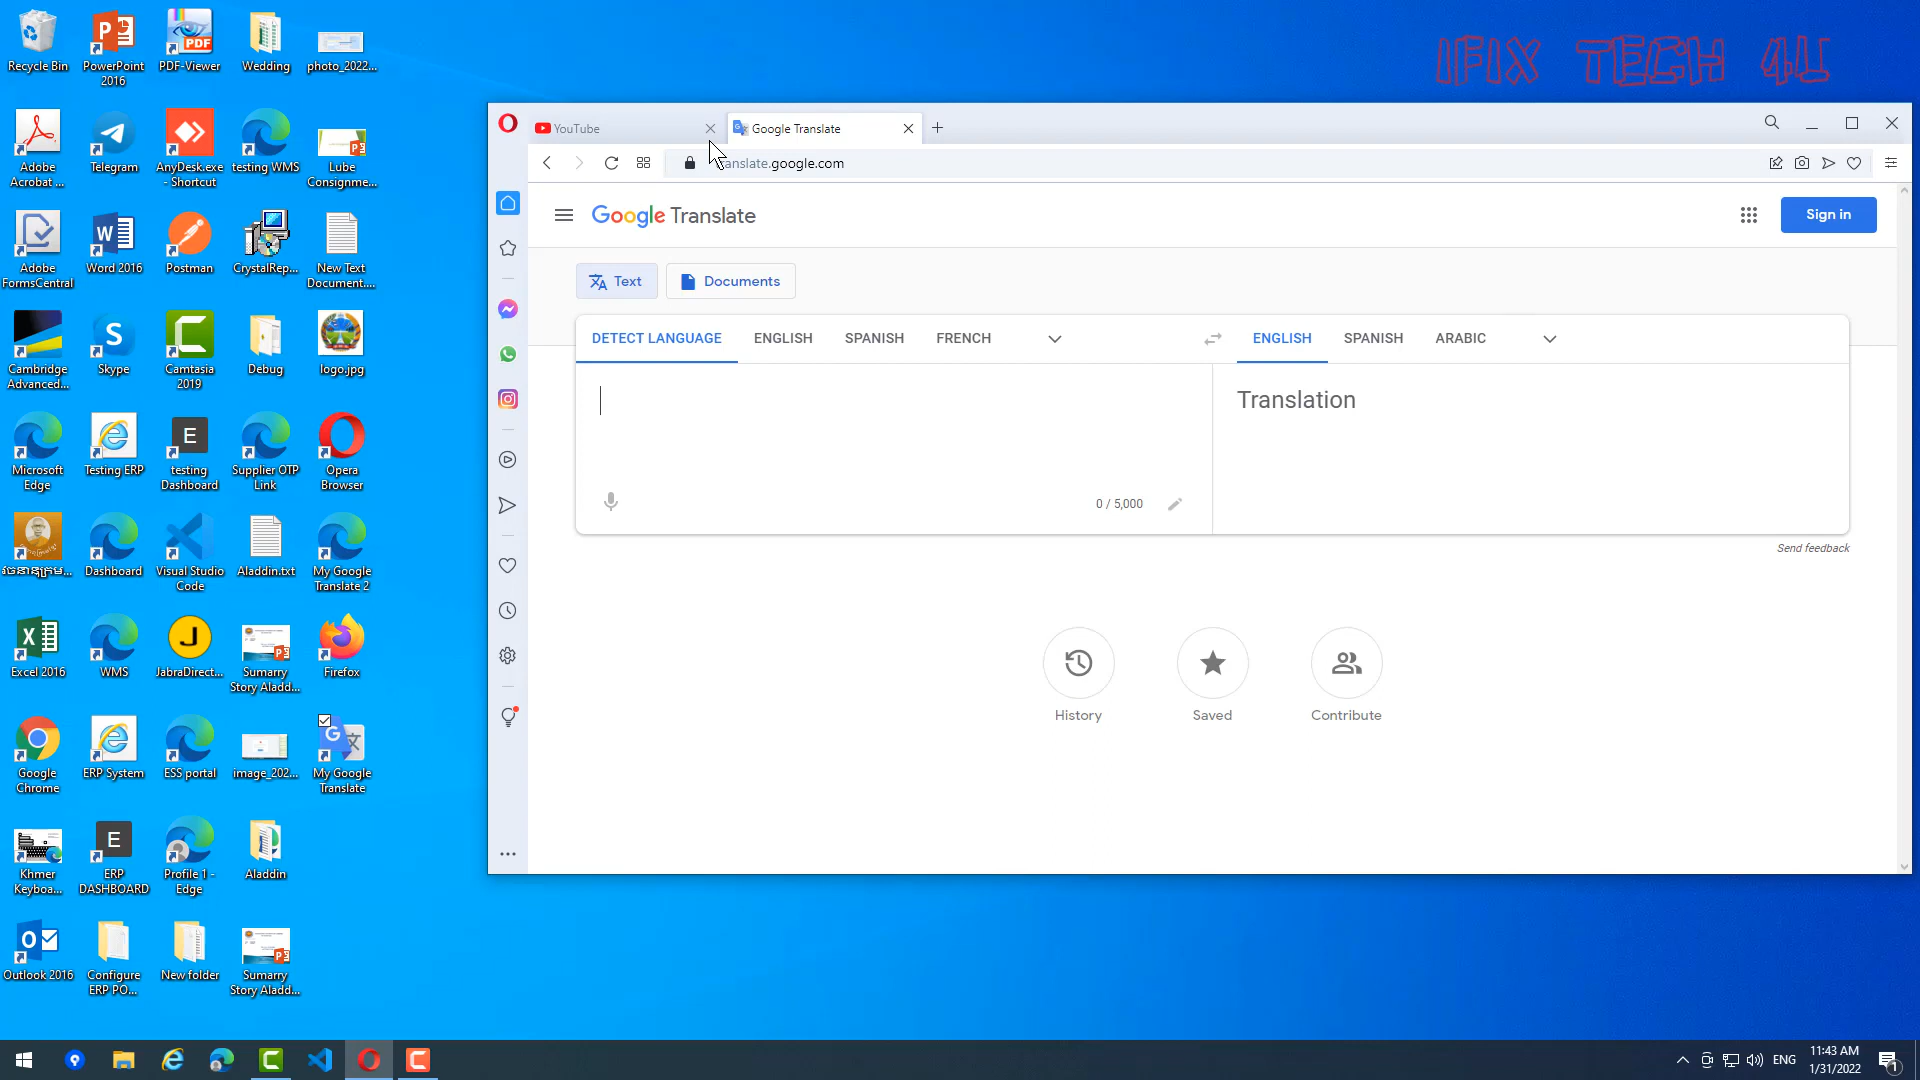 IFIX TECH 4U
Recycle Bin
PowerPoint
2016
PDF-Viewer
Wedding
photo_2022...
Adobe
Acrobat ...
Telegram
AnyDesk.exe
- Shortcut
testing WMS
Lube
Consignme...
Adobe
FormsCentral
Word 2016
Postman
CrystalRep...
New Text
Document....
Cambridge
Advanced...
Skype
Camtasia
2019
Debug
logo.jpg
Microsoft
Edge
Testing ERP
testing
Dashboard
Supplier OTP
Link
Opera
Browser
Dashboard
Visual Studio
Code
Aladdin.txt
My Google
Translate 2
Excel 2016
WMS
JabraDirect...
Sumarry
Story Aladd...
Firefox
Google
Chrome
ERP System
ESS portal
image_202...
My Google
Translate
Khmer
Keyboa...
ERP
DASHBOARD
Profile 1 -
Edge
Aladdin
Outlook 2016
Configure
ERP PO...
New folder
Sumarry
Story Aladd...
YouTube
Google Translate
anslate.google.com
Google Translate
Sign in
Text
Documents
DETECT LANGUAGE
ENGLISH
SPANISH
FRENCH
ENGLISH
SPANISH
ARABIC
Translation
0 / 5,000
Send feedback
History
Saved
Contribute
ENG
11:43 AM
1/31/2022